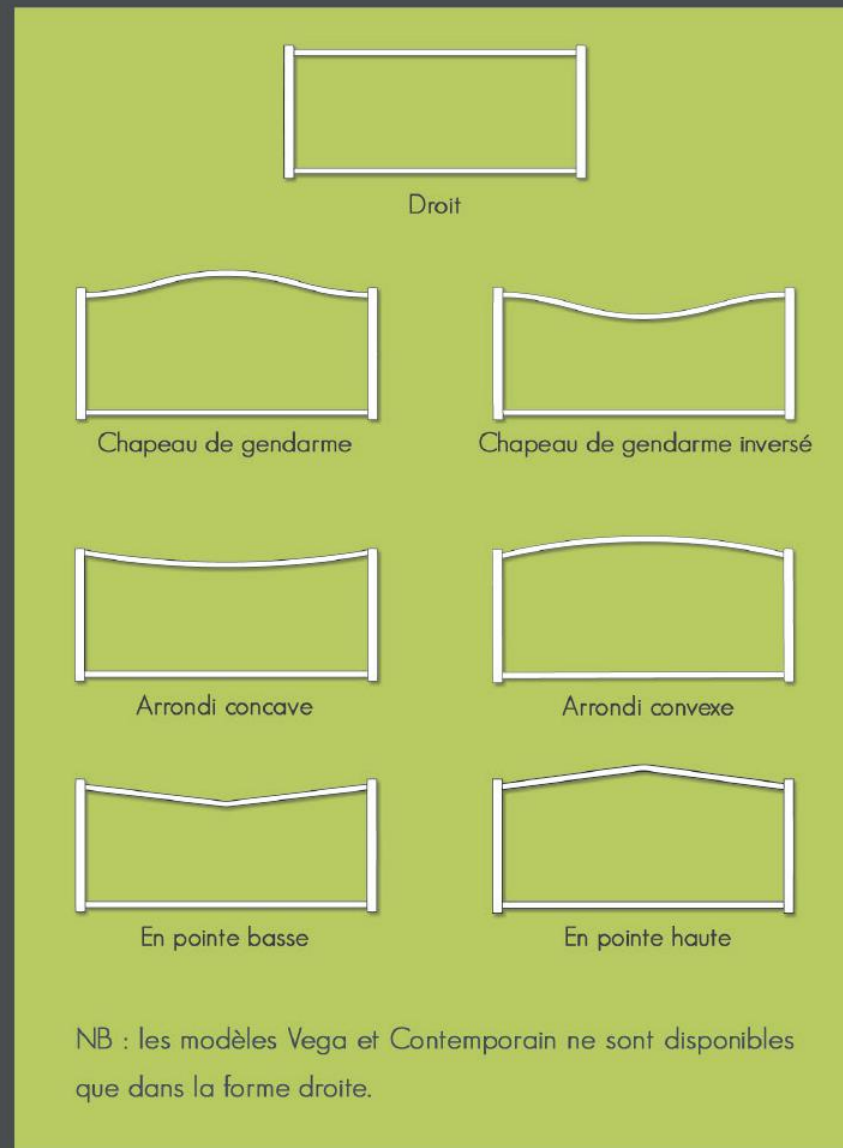 Droit
Chapeau de gendarme
Chapeau de gendarme inversé
Arrondi concave
Arrondi convexe
En pointe basse
En pointe haute
NB : les modèles Vega et Contemporain ne sont disponibles
que dans la forme droite.